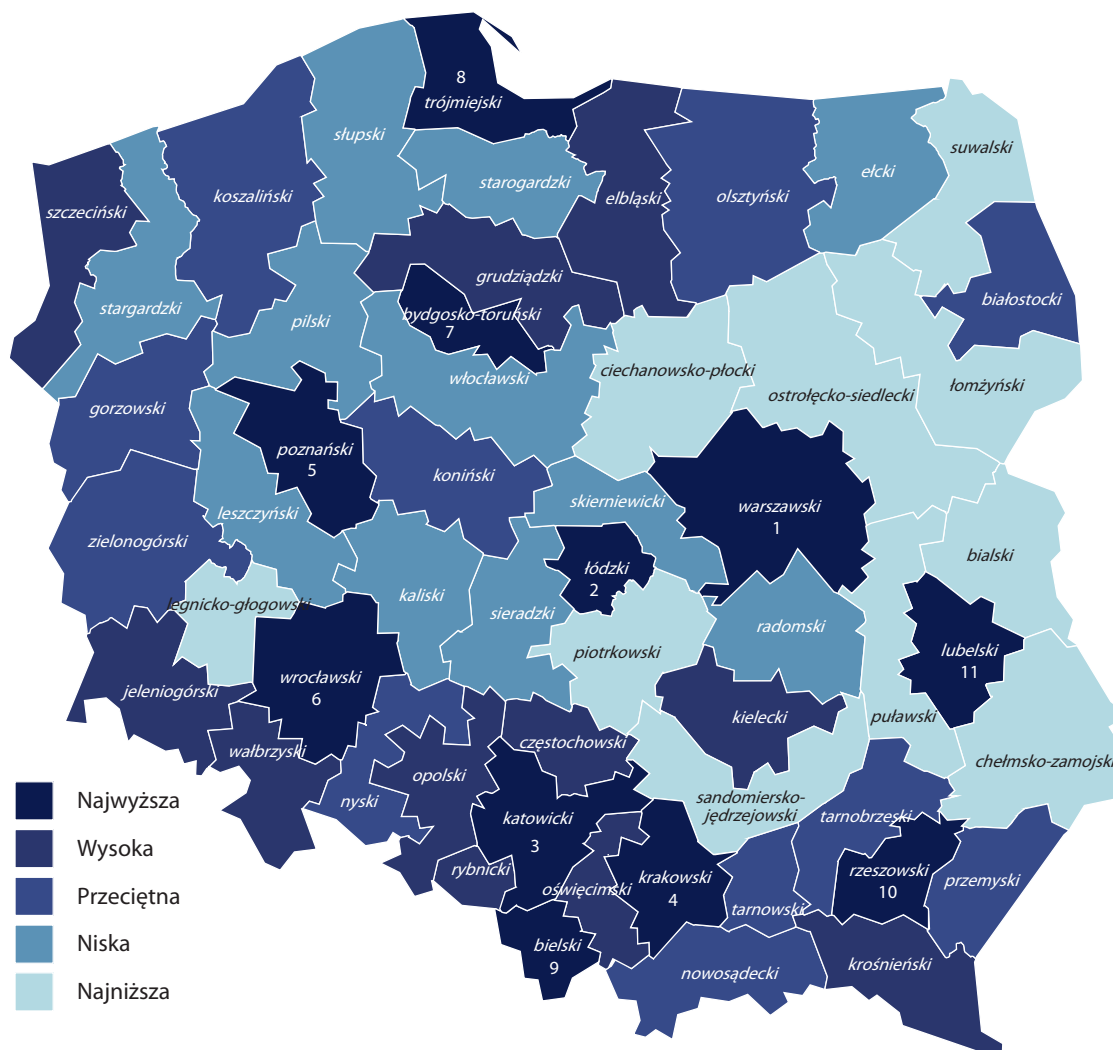 8
trójmiejski
słupski
suwalski
ełcki
starogardzki
koszaliński
elbląski
olsztyński
szczeciński
grudziądzki
białostocki
stargardzki
bydgosko-toruński
7
pilski
włocławski
ciechanowsko-płocki
ostrołęcko-siedlecki
łomżyński
gorzowski
poznański
5
koniński
skierniewicki
warszawski
1
leszczyński
zielonogórski
bialski
łódzki
2
legnicko-głogowski
kaliski
sieradzki
radomski
piotrkowski
lubelski
11
wrocławski
6
jeleniogórski
kielecki
puławski
wałbrzyski
częstochowski
chełmsko-zamojski
opolski
nyski
sandomiersko-
jędrzejowski
tarnobrzeski
katowicki
3
rybnicki
oświęcimski
krakowski
4
rzeszowski
10
przemyski
tarnowski
bielski
9
nowosądecki
krośnieński
Najwyższa
Wysoka
Przeciętna
Niska
Najniższa